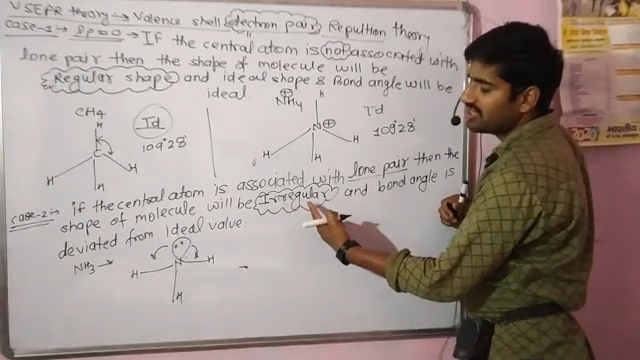 VSEPR theory → Valence shell electron pair Repultion theory
case-1 → lp=0 → If the central atom is not associated with
lone pair then the shape of molecule will be
Regular shape and ideal shape & Bond angle will be
ideal
CH4
H
C
H
H
H
Td
109°28'
⊕NH4
H
N⊕
H
H
H
Td
109°28'
case-2 → if the central atom is associated with lone pair then the
shape of molecule will be Irregular and bond angle is
deviated from ideal value.
NH3 →
N
H
H
H
भारतीय